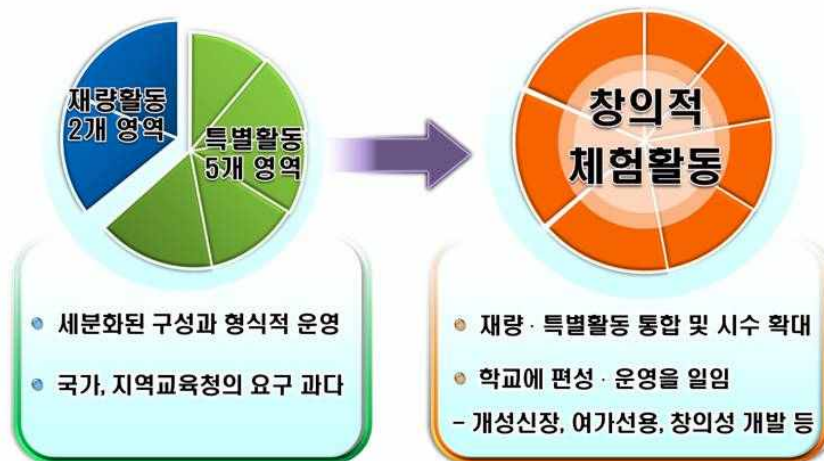 재량활동
2개 영역
특별활동
5개 영역
창의적
체험활동
세분화된 구성과 형식적 운영
국가, 지역교육청의 요구 과다
재량 · 특별활동 통합 및 시수 확대
학교에 편성 · 운영을 일임
- 개성신장, 여가선용, 창의성 개발 등